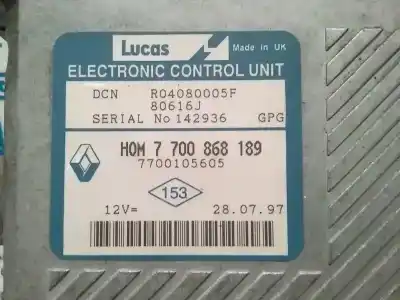 Lucas Made in UK
ELECTRONIC CONTROL UNIT
DCN R04080005F
80616J
SERIAL No 142936 GPG
HOM 7 700 868 189
7700105605
153
12V= 28.07.97